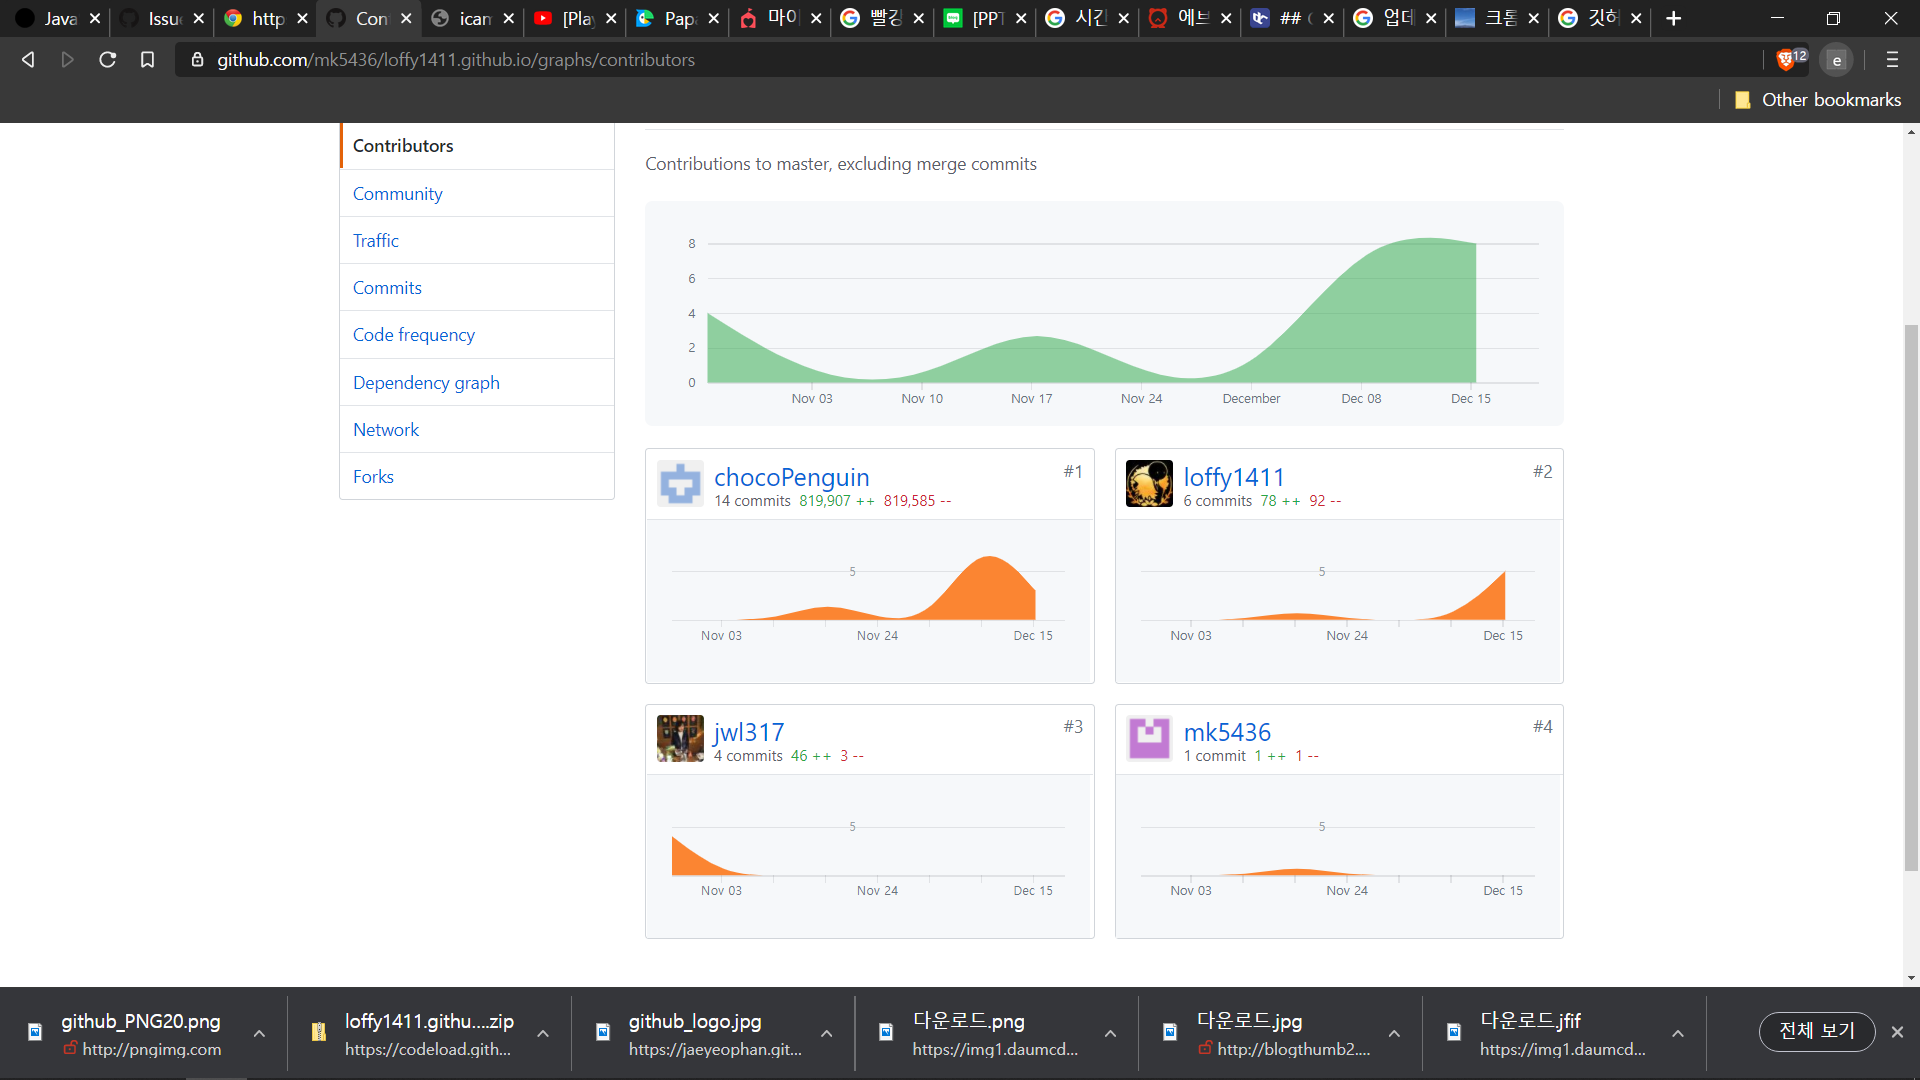 Java
Issu
http
Con
ican
[Play
Papa
마이
빨강
[PPT
시간
에브
## (
업데
크롬
깃허
github.com/mk5436/loffy1411.github.io/graphs/contributors
12
e
Other bookmarks
Contributors
Community
Traffic
Commits
Code frequency
Dependency graph
Network
Forks
Contributions to master, excluding merge commits
8
6
4
2
0
Nov 03 Nov 10 Nov 17 Nov 24 December Dec 08 Dec 15
chocoPenguin #1
14 commits 819,907 ++ 819,585 --
5
Nov 03 Nov 24 Dec 15
loffy1411 #2
6 commits 78 ++ 92 --
5
Nov 03 Nov 24 Dec 15
jwl317 #3
4 commits 46 ++ 3 --
5
Nov 03 Nov 24 Dec 15
mk5436 #4
1 commit 1 ++ 1 --
5
Nov 03 Nov 24 Dec 15
github_PNG20.png
http://pngimg.com
loffy1411.githu....zip
https://codeload.gith...
github_logo.jpg
https://jaeyeophan.git...
다운로드.png
https://img1.daumcd...
다운로드.jpg
http://blogthumb2....
다운로드.jfif
https://img1.daumcd...
전체 보기